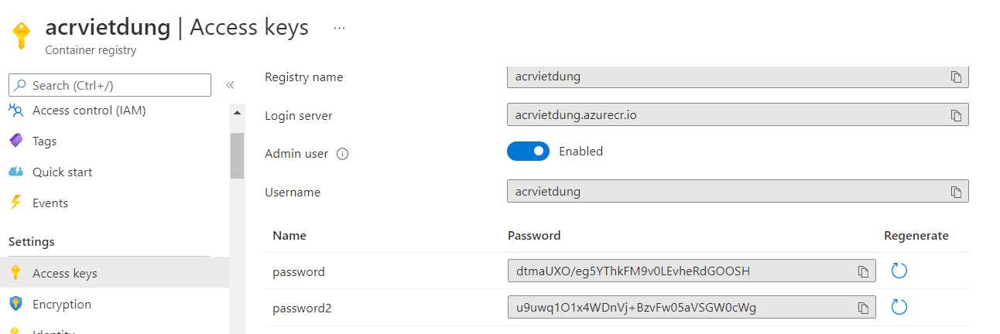 acrvietdung | Access keys ...
Container registry
Search (Ctrl+/) «
Access control (IAM)
Tags
Quick start
Events
Settings
Access keys
Encryption
Identity
Registry name acrvietdung
Login server acrvietdung.azurecr.io
Admin user Enabled
Username acrvietdung
Name Password Regenerate
password dtmaUXO/eg5YThkFM9v0LEvheRdGOOSH
password2 u9uwq1O1x4WDnVj+BzvFw05aVSGW0cWg